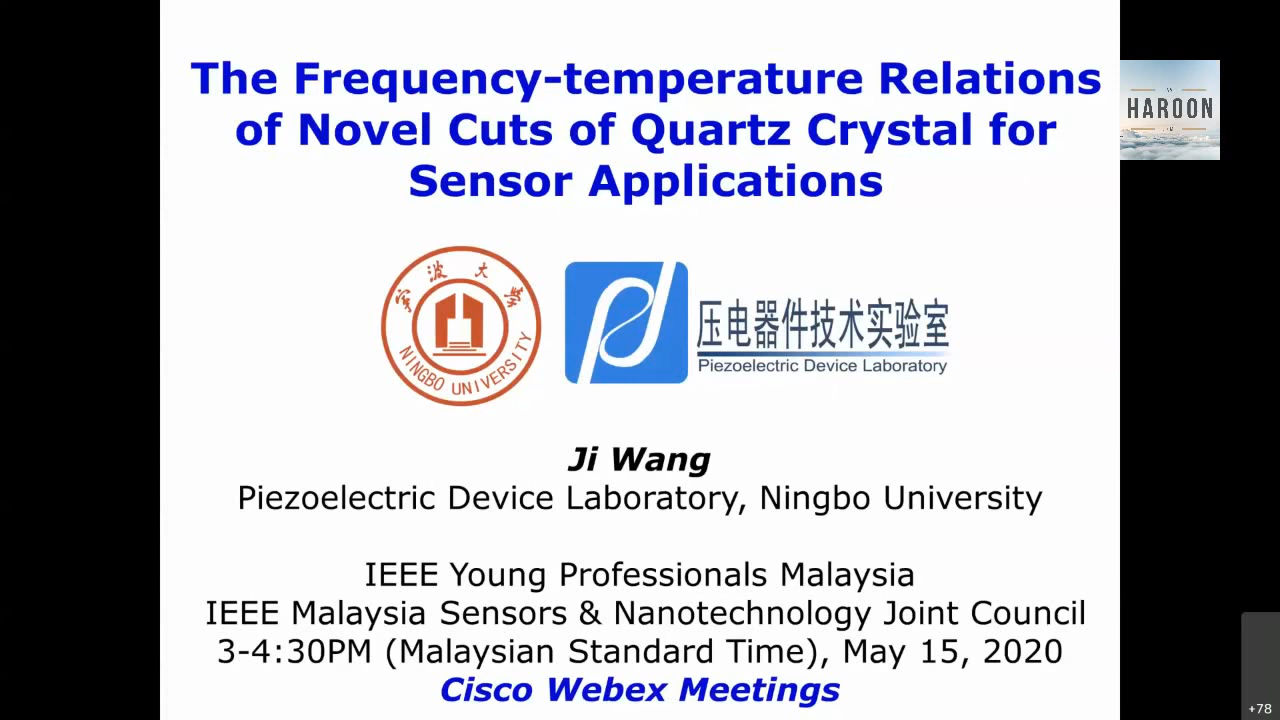 The Frequency-temperature Relations
of Novel Cuts of Quartz Crystal for
Sensor Applications
HAROON
宁波大学
NINGBO UNIVERSITY
压电器件技术实验室
Piezoelectric Device Laboratory
Ji Wang
Piezoelectric Device Laboratory, Ningbo University
IEEE Young Professionals Malaysia
IEEE Malaysia Sensors & Nanotechnology Joint Council
3-4:30PM (Malaysian Standard Time), May 15, 2020
Cisco Webex Meetings
+78